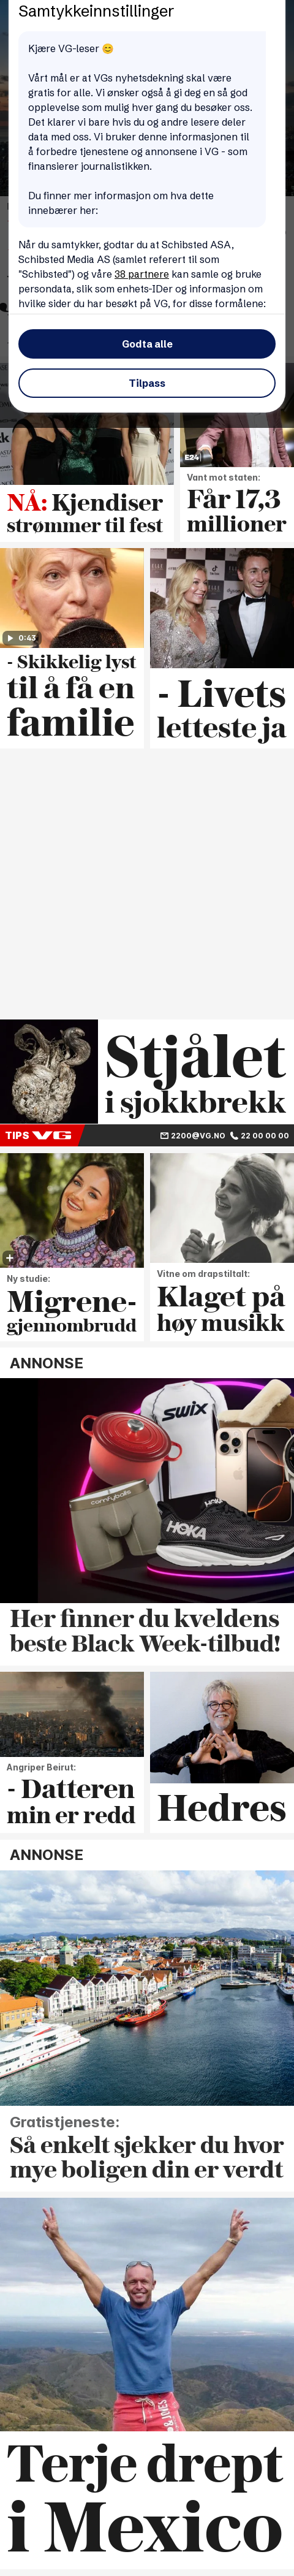 Samtykkeinnstillinger
Kjære VG-leser 😊
Vårt mål er at VGs nyhetsdekning skal være
gratis for alle. Vi ønsker også å gi deg en så god
opplevelse som mulig hver gang du besøker oss.
Det klarer vi bare hvis du og andre lesere deler
data med oss. Vi bruker denne informasjonen til
å forbedre tjenestene og annonsene i VG - som
finansierer journalistikken.
Du finner mer informasjon om hva dette
innebærer her:
Når du samtykker, godtar du at Schibsted ASA,
Schibsted Media AS (samlet referert til som
"Schibsted") og våre 38 partnere kan samle og bruke
persondata, slik som enhets-IDer og informasjon om
hvilke sider du har besøkt på VG, for disse formålene:
Godta alle
Tilpass
NÅ: Kjendiser
strømmer til fest
E24
Vant mot staten:
Får 17,3
millioner
0:43
- Skikkelig lyst
til å få en
familie
- Livets
letteste ja
Stjålet
i sjokkbrekk
TIPS VG 2200@VG.NO 22 00 00 00
Ny studie:
Migrene-
gjennombrudd
Vitne om drapstiltalt:
Klaget på
høy musikk
ANNONSE
SWIX
comfyballs
HOKA
Her finner du kveldens
beste Black Week-tilbud!
Angriper Beirut:
- Datteren
min er redd
Hedres
ANNONSE
Gratistjeneste:
Så enkelt sjekker du hvor
mye boligen din er verdt
Terje drept
i Mexico